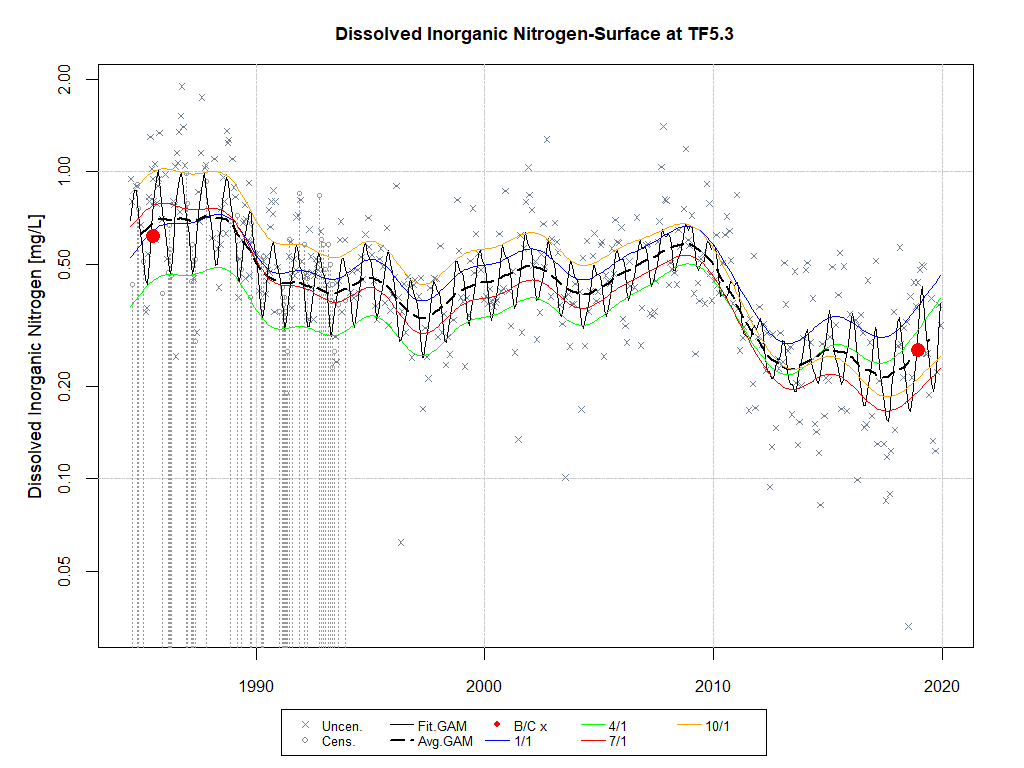 Dissolved Inorganic Nitrogen-Surface at TF5.3
Dissolved Inorganic Nitrogen [mg/L]
2.00
1.00
0.50
0.20
0.10
0.05
1990 2000 2010 2020
Uncen. Fit.GAM B/C x 4/1 10/1
Cens. Avg.GAM 1/1 7/1